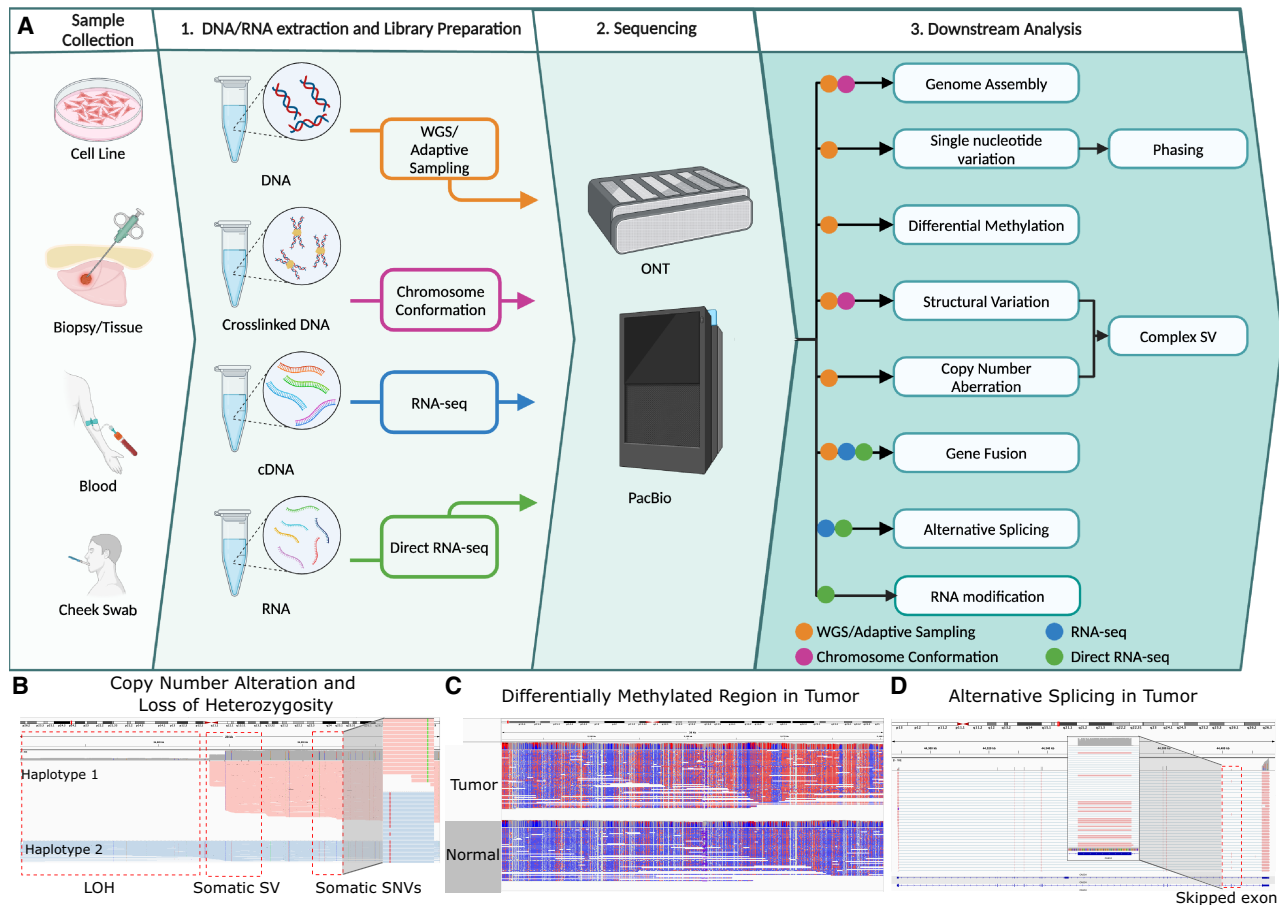 A
Sample
Collection
1. DNA/RNA extraction and Library Preparation
2. Sequencing
3. Downstream Analysis
Cell Line
Biopsy/Tissue
Blood
Cheek Swab
DNA
WGS/
Adaptive
Sampling
Crosslinked DNA
Chromosome
Conformation
cDNA
RNA-seq
RNA
Direct RNA-seq
ONT
PacBio
Genome Assembly
Single nucleotide
variation
Phasing
Differential Methylation
Structural Variation
Complex SV
Copy Number
Aberration
Gene Fusion
Alternative Splicing
RNA modification
WGS/Adaptive Sampling
RNA-seq
Chromosome Conformation
Direct RNA-seq
B
Copy Number Alteration and
Loss of Heterozygosity
Haplotype 1
Haplotype 2
LOH
Somatic SV
Somatic SNVs
C
Differentially Methylated Region in Tumor
Tumor
Normal
D
Alternative Splicing in Tumor
Skipped exon